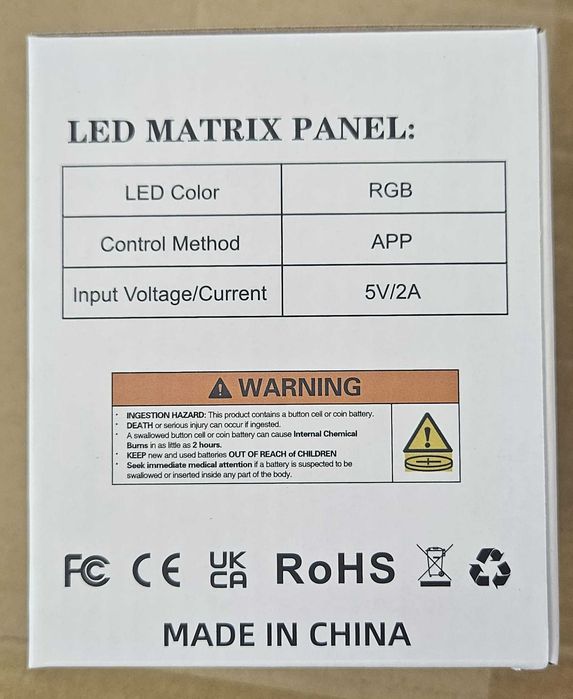 LED MATRIX PANEL:
LED Color RGB
Control Method APP
Input Voltage/Current 5V/2A
WARNING
· INGESTION HAZARD: This product contains a button cell or coin battery.
· DEATH or serious injury can occur if ingested.
· A swallowed button cell or coin battery can cause Internal Chemical
Burns in as little as 2 hours.
· KEEP new and used batteries OUT OF REACH of CHILDREN
· Seek immediate medical attention if a battery is suspected to be
swallowed or inserted inside any part of the body.
FC CE UK CA RoHS
MADE IN CHINA